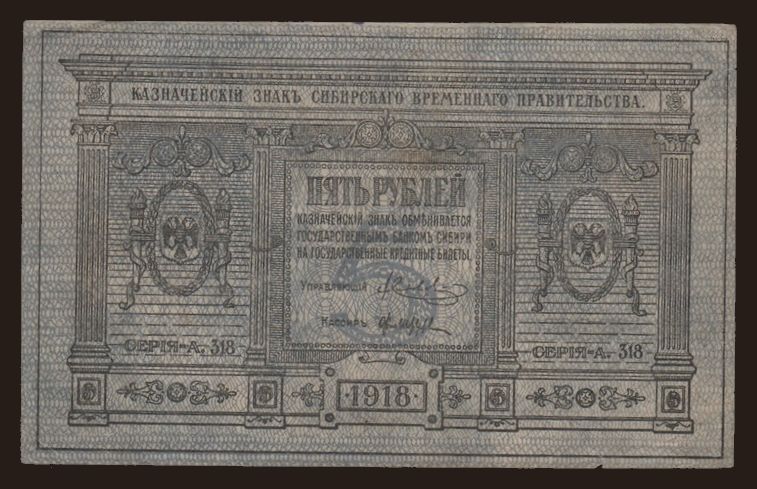 КАЗНАЧЕЙСКІЙ ЗНАКЪ СИБИРСКАГО ВРЕМЕННАГО ПРАВИТЕЛЬСТВА.
ПЯТЬ РУБЛЕЙ
КАЗНАЧЕЙСКІЙ ЗНАКЪ ОБМѢНИВАЕТСЯ
ГОСУДАРСТВЕННЫМЪ БАНКОМЪ СИБИРИ
НА ГОСУДАРСТВЕННЫЕ КРЕДИТНЫЕ БИЛЕТЫ.
5
УПРАВЛЯЮЩІЙ
КАССИРЪ
СЕРІЯ-А. 318
СЕРІЯ-А. 318
5 5 1918 5 5